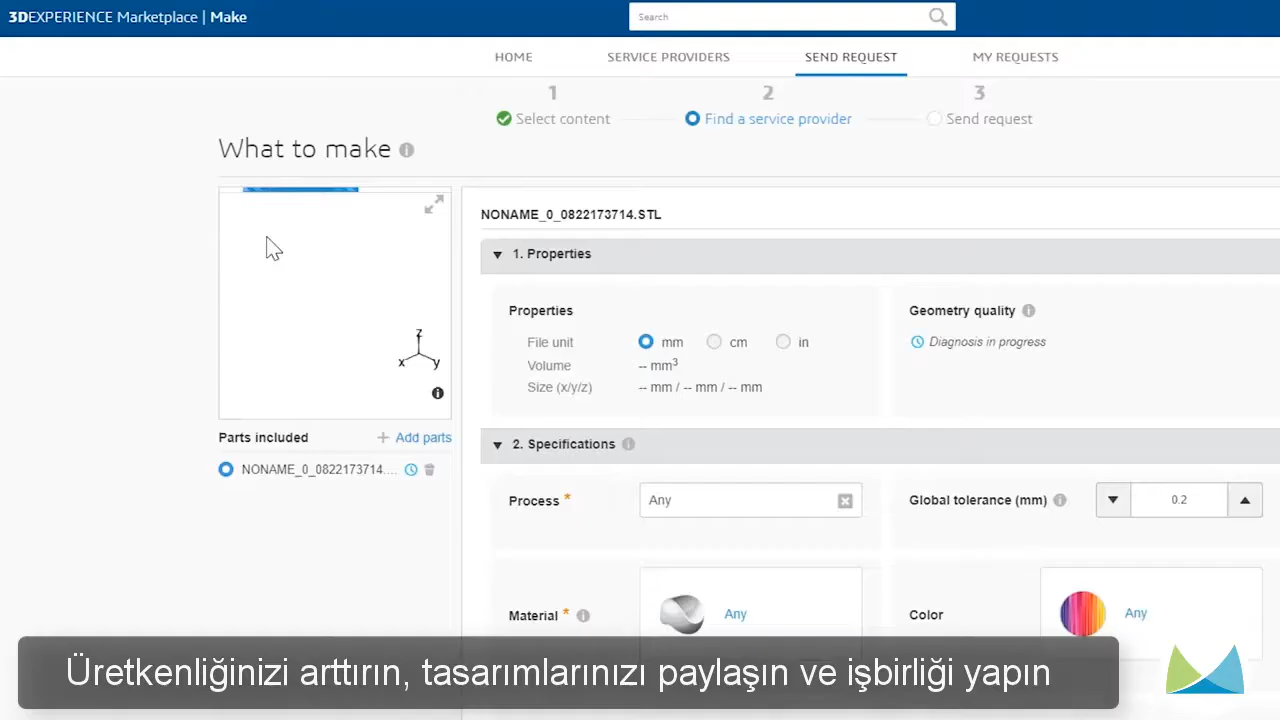 3DEXPERIENCE Marketplace | Make
Search
HOME
SERVICE PROVIDERS
SEND REQUEST
MY REQUESTS
1
2
3
Select content
Find a service provider
Send request
What to make
NONAME_0_0822173714.STL
1. Properties
Properties
Geometry quality
File unit
mm
cm
in
Diagnosis in progress
Volume
-- mm3
Size (x/y/z)
-- mm / -- mm / -- mm
z
x
y
Parts included
+ Add parts
NONAME_0_0822173714....
2. Specifications
Process *
Any
Global tolerance (mm)
0.2
Material *
Any
Color
Any
Üretkenliğinizi arttırın, tasarımlarınızı paylaşın ve işbirliği yapın